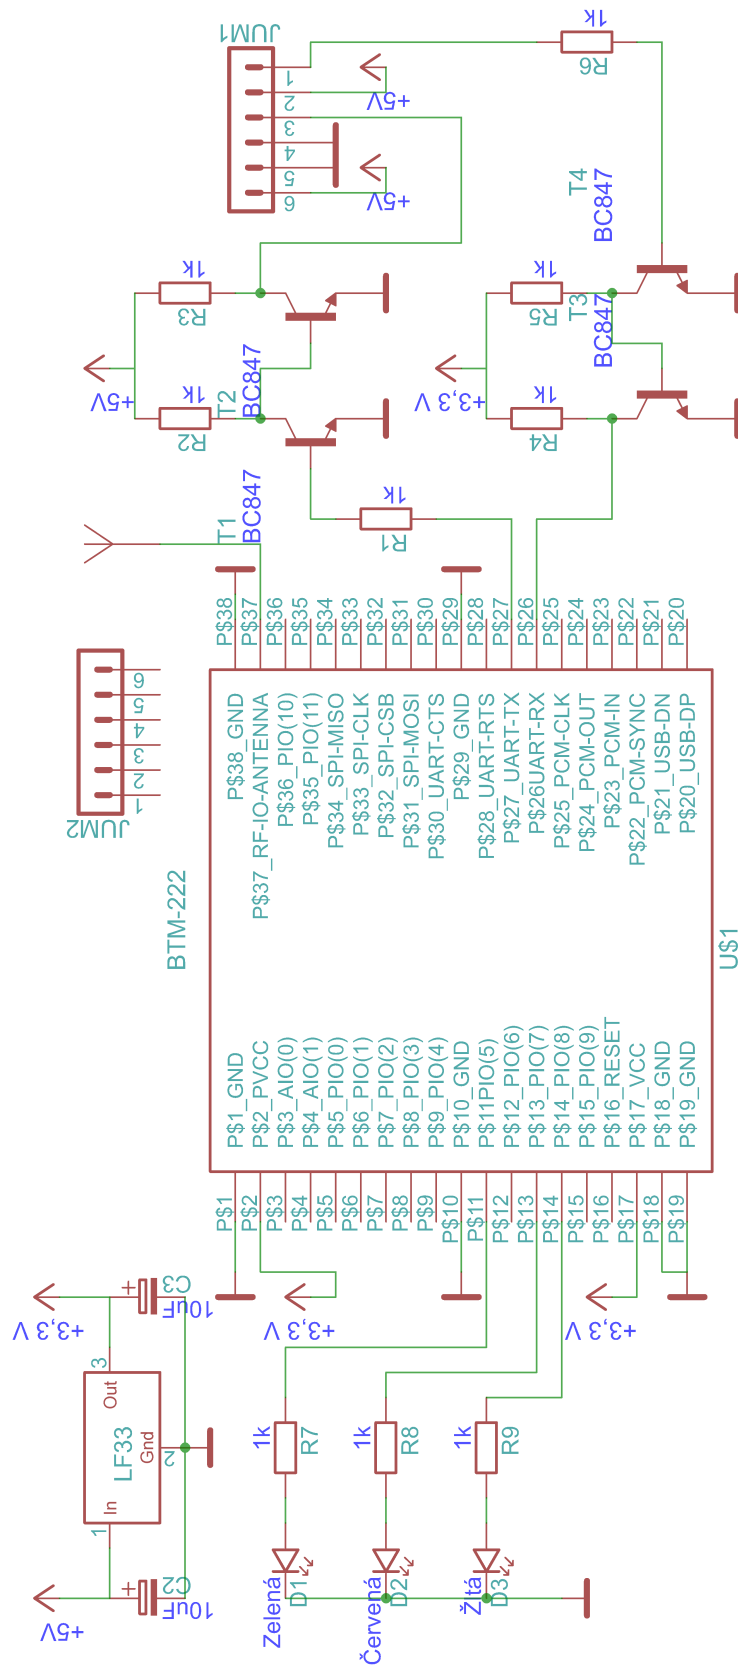 JUM1
1
2
3
4
5
6
+5V
+5V
1k
R6
T4
BC847
1k
R3
1k
R5
T3
BC847
+5V
+3,3 V
T2
BC847
1k
R2
1k
R4
T1
BC847
1k
R1
P$38
P$37
P$36
P$35
P$34
P$33
P$32
P$31
P$30
P$29
P$28
P$27
P$26
P$25
P$24
P$23
P$22
P$21
P$20
JUM2
6
5
4
3
2
1
P$38_GND
P$37_RF-IO-ANTENNA
P$36_PIO(10)
P$35_PIO(11)
P$34_SPI-MISO
P$33_SPI-CLK
P$32_SPI-CSB
P$31_SPI-MOSI
P$30_UART-CTS
P$29_GND
P$28_UART-RTS
P$27_UART-TX
P$26UART-RX
P$25_PCM-CLK
P$24_PCM-OUT
P$23_PCM-IN
P$22_PCM-SYNC
P$21_USB-DN
P$20_USB-DP
BTM-222
U$1
P$1_GND
P$2_PVCC
P$3_AIO(0)
P$4_AIO(1)
P$5_PIO(0)
P$6_PIO(1)
P$7_PIO(2)
P$8_PIO(3)
P$9_PIO(4)
P$10_GND
P$11PIO(5)
P$12_PIO(6)
P$13_PIO(7)
P$14_PIO(8)
P$15_PIO(9)
P$16_RESET
P$17_VCC
P$18_GND
P$19_GND
P$1
P$2
P$3
P$4
P$5
P$6
P$7
P$8
P$9
P$10
P$11
P$12
P$13
P$14
P$15
P$16
P$17
P$18
P$19
+3,3 V
C3
10uF
+3,3 V
+3,3 V
3
Out
LF33
Gnd
2
In
1
1k
R7
1k
R8
1k
R9
+5V
C2
10uF
Zelená
D1
Červená
D2
Žltá
D3